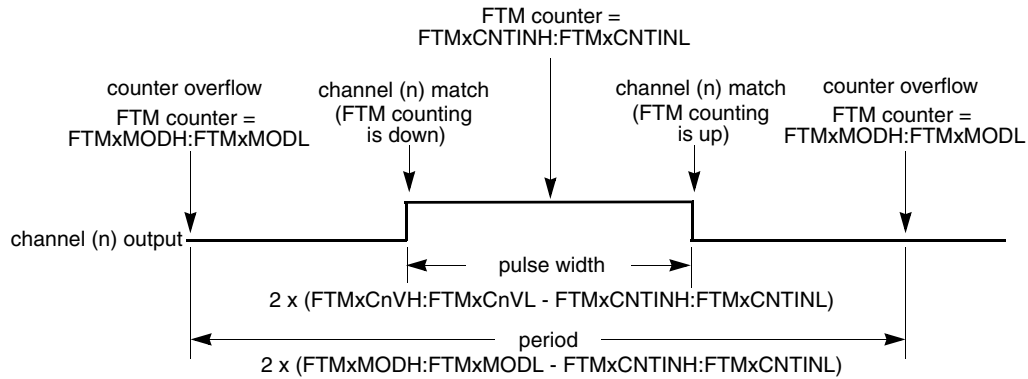 FTM counter =
FTMxCNTINH:FTMxCNTINL
counter overflow
FTM counter =
FTMxMODH:FTMxMODL
channel (n) match
(FTM counting
is down)
channel (n) match
(FTM counting
is up)
counter overflow
FTM counter =
FTMxMODH:FTMxMODL
channel (n) output
pulse width
2 x (FTMxCnVH:FTMxCnVL - FTMxCNTINH:FTMxCNTINL)
period
2 x (FTMxMODH:FTMxMODL - FTMxCNTINH:FTMxCNTINL)